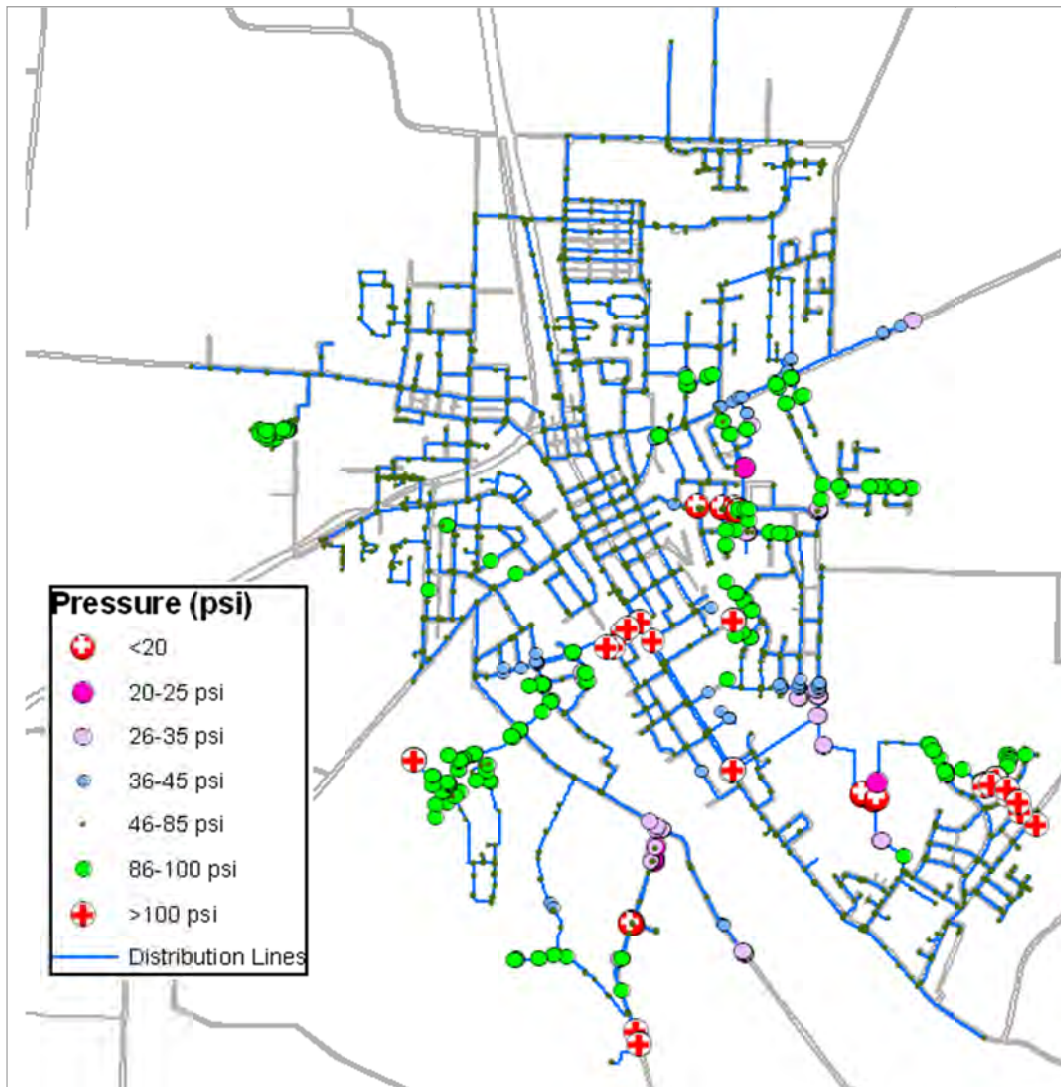 Pressure (psi)
<20
20-25 psi
26-35 psi
36-45 psi
46-85 psi
86-100 psi
>100 psi
Distribution Lines